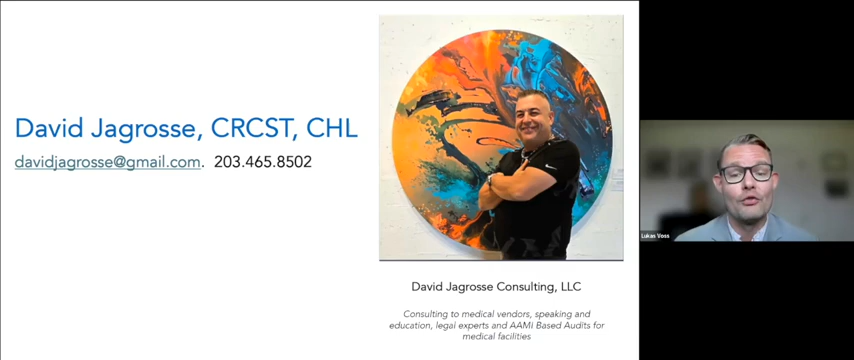 David Jagrosse, CRCST, CHL
davidjagrosse@gmail.com. 203.465.8502
David Jagrosse Consulting, LLC
Consulting to medical vendors, speaking and
education, legal experts and AAMI Based Audits for
medical facilities
Lukas Voss